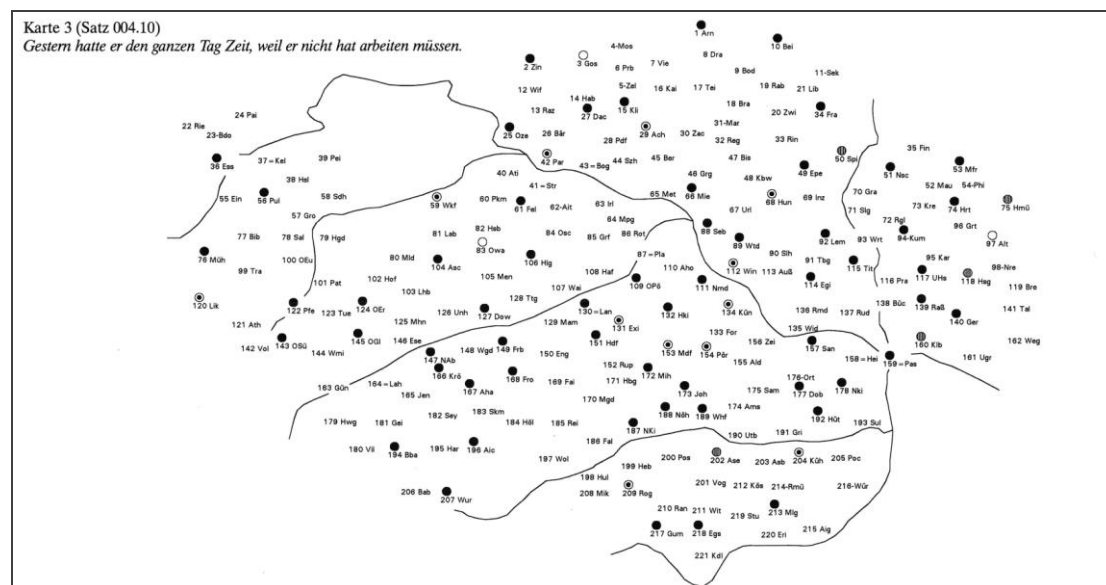 Karte 3 (Satz 004.10)
Gestern hatte er den ganzen Tag Zeit, weil er nicht hat arbeiten müssen.
1 Arn
10 Bei
4-Mos
8 Dra
2 Zin
3 Gos
6 Prb
7 Vie
9 Bod
11-Sek
12 Wif
5-Zel
16 Kai
17 Tei
19 Rab
21 Lib
14 Hab
15 Kli
18 Bra
13 Raz
27 Dac
20 Zwi
34 Fra
24 Pai
22 Rie
23-Bdo
25 Oze
26 Bär
29 Ach
30 Zac
31-Mar
28 Pdf
32 Reg
33 Rin
35 Fin
36 Ess
37=Kel
39 Pei
42 Par
43=Bog
44 Szh
45 Ber
47 Bis
50 Spi
38 Hsl
40 Ati
46 Grg
48 Kbw
49 Epe
51 Nsc
53 Mfr
55 Ein
56 Pul
58 Sdh
41=Str
65 Met
66 Mie
52 Mau
54-Phi
59 Wkf
60 Pkm
61 Fel
62-Ait
63 Irl
68 Hun
69 Inz
70 Gra
73 Kre
74 Hrt
75 Hmü
57 Gro
64 Mpg
67 Url
71 Slg
72 Rgl
77 Bib
78 Sal
79 Hgd
81 Lab
82 Hsb
84 Osc
85 Grf
86 Rot
88 Seb
89 Wtd
92 Lem
93 Wrt
94-Kum
96 Grt
97 Alt
76 Müh
80 Mld
83 Owa
106 Hlg
87=Pla
112 Win
80 Slh
91 Tbg
115 Tit
95 Kar
99 Tra
100 OEu
104 Asc
105 Men
108 Haf
110 Aho
113 Auß
114 Egi
116 Pra
117 UHs
118 Hsg
98-Nre
119 Bre
101 Pat
102 Hof
103 Lhb
107 Wai
109 OPö
111 Nmd
120 Lik
122 Pfe
124 OEr
128 Ttg
130=Lan
132 Hki
134 Kün
136 Rmd
137 Rud
138 Büc
139 Raß
140 Ger
141 Tal
121 Ath
123 Tue
125 Mhn
126 Unh
127 Dow
129 Mam
131 Exi
133 For
135 Wid
142 Vol
143 OSü
144 Wmi
145 OGl
146 Ese
149 Frb
151 Hdf
153 Mdf
154 Pör
156 Zei
157 San
160 Klb
162 Weg
147 NAb
148 Wgd
150 Eng
155 Ald
158=Hei
159=Pas
161 Ugr
163 Gün
164=Lah
166 Krö
168 Fro
152 Rup
172 Mih
165 Jen
167 Aha
169 Fai
171 Hbg
173 Joh
175 Sam
176-Ort
177 Dob
178 Nki
170 Mgd
179 Hwg
181 Gei
182 Sey
183 Skm
184 Höl
185 Rei
187 NKi
188 Nöh
189 Whf
174 Ams
192 Hüt
193 Sul
180 Vil
194 Bba
195 Har
196 Aic
186 Fal
190 Utb
191 Gri
197 Wol
199 Heb
200 Pos
202 Ase
203 Aab
204 Küh
205 Poc
206 Bab
207 Wur
198 Hul
208 Mik
209 Rog
201 Vog
212 Kös
214-Rmü
216-Wür
210 Ran
211 Wit
213 Mlg
219 Stu
215 Aig
217 Gum
218 Egs
220 Erl
221 Kdl